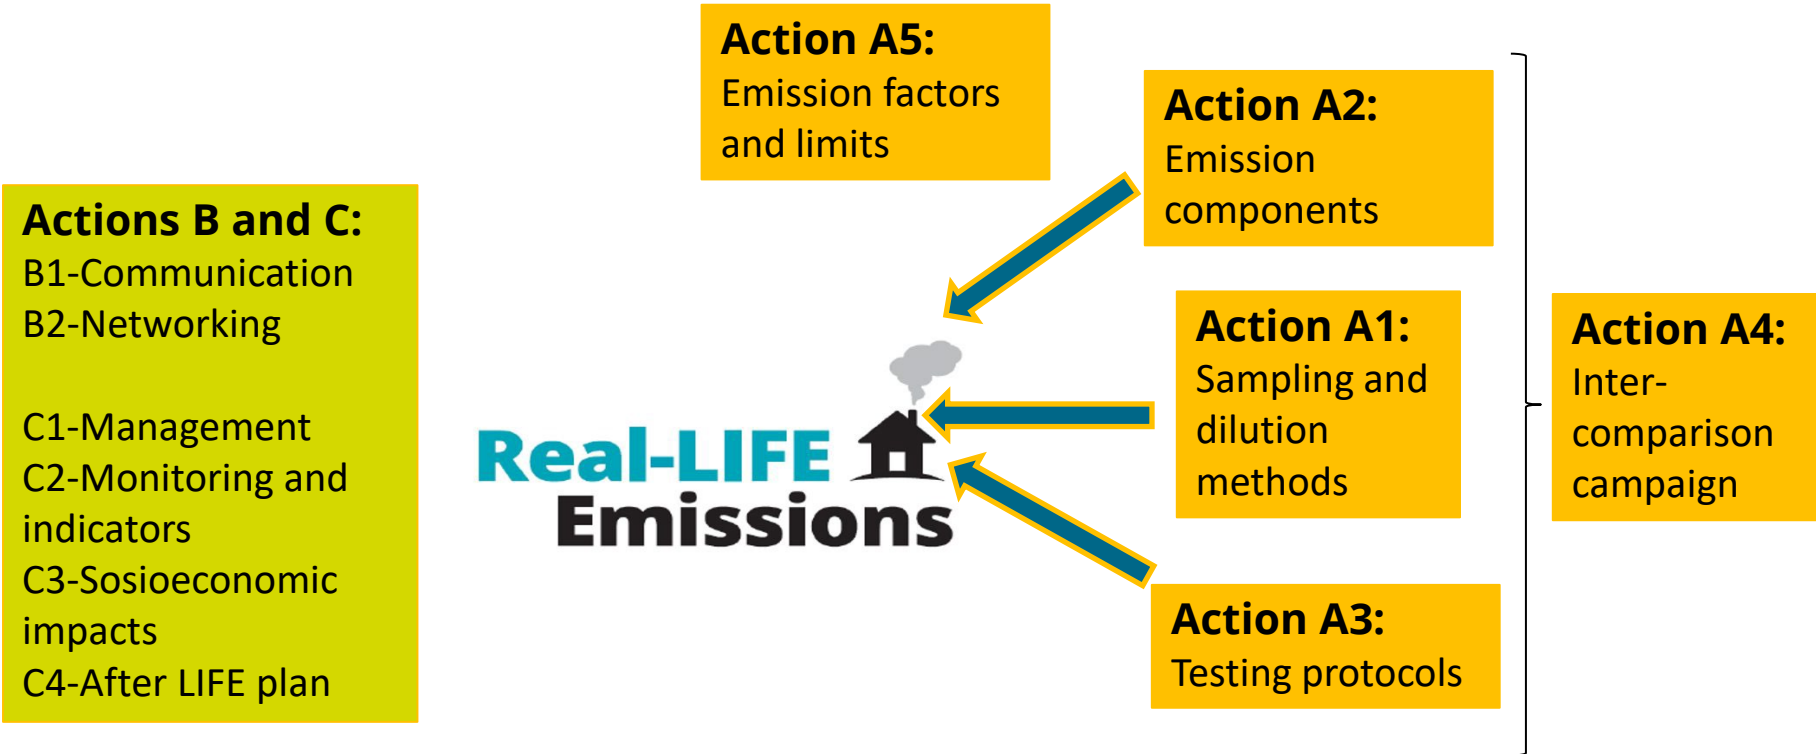 Action A5:
Emission factors
and limits
Action A2:
Emission
components
Actions B and C:
B1-Communication
B2-Networking
C1-Management
C2-Monitoring and
indicators
C3-Sosioeconomic
impacts
C4-After LIFE plan
Real-LIFE
Emissions
Action A1:
Sampling and
dilution
methods
Action A4:
Inter-
comparison
campaign
Action A3:
Testing protocols